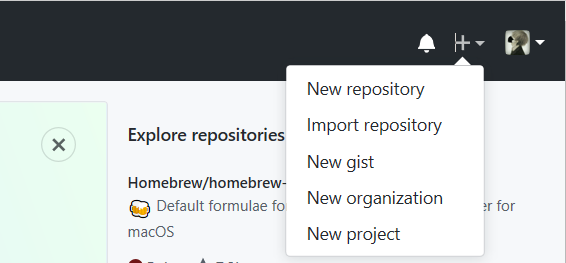 New repository
Import repository
New gist
New organization
New project
Explore repositories
Homebrew/homebrew-
Default formulae fo
er for
macOS